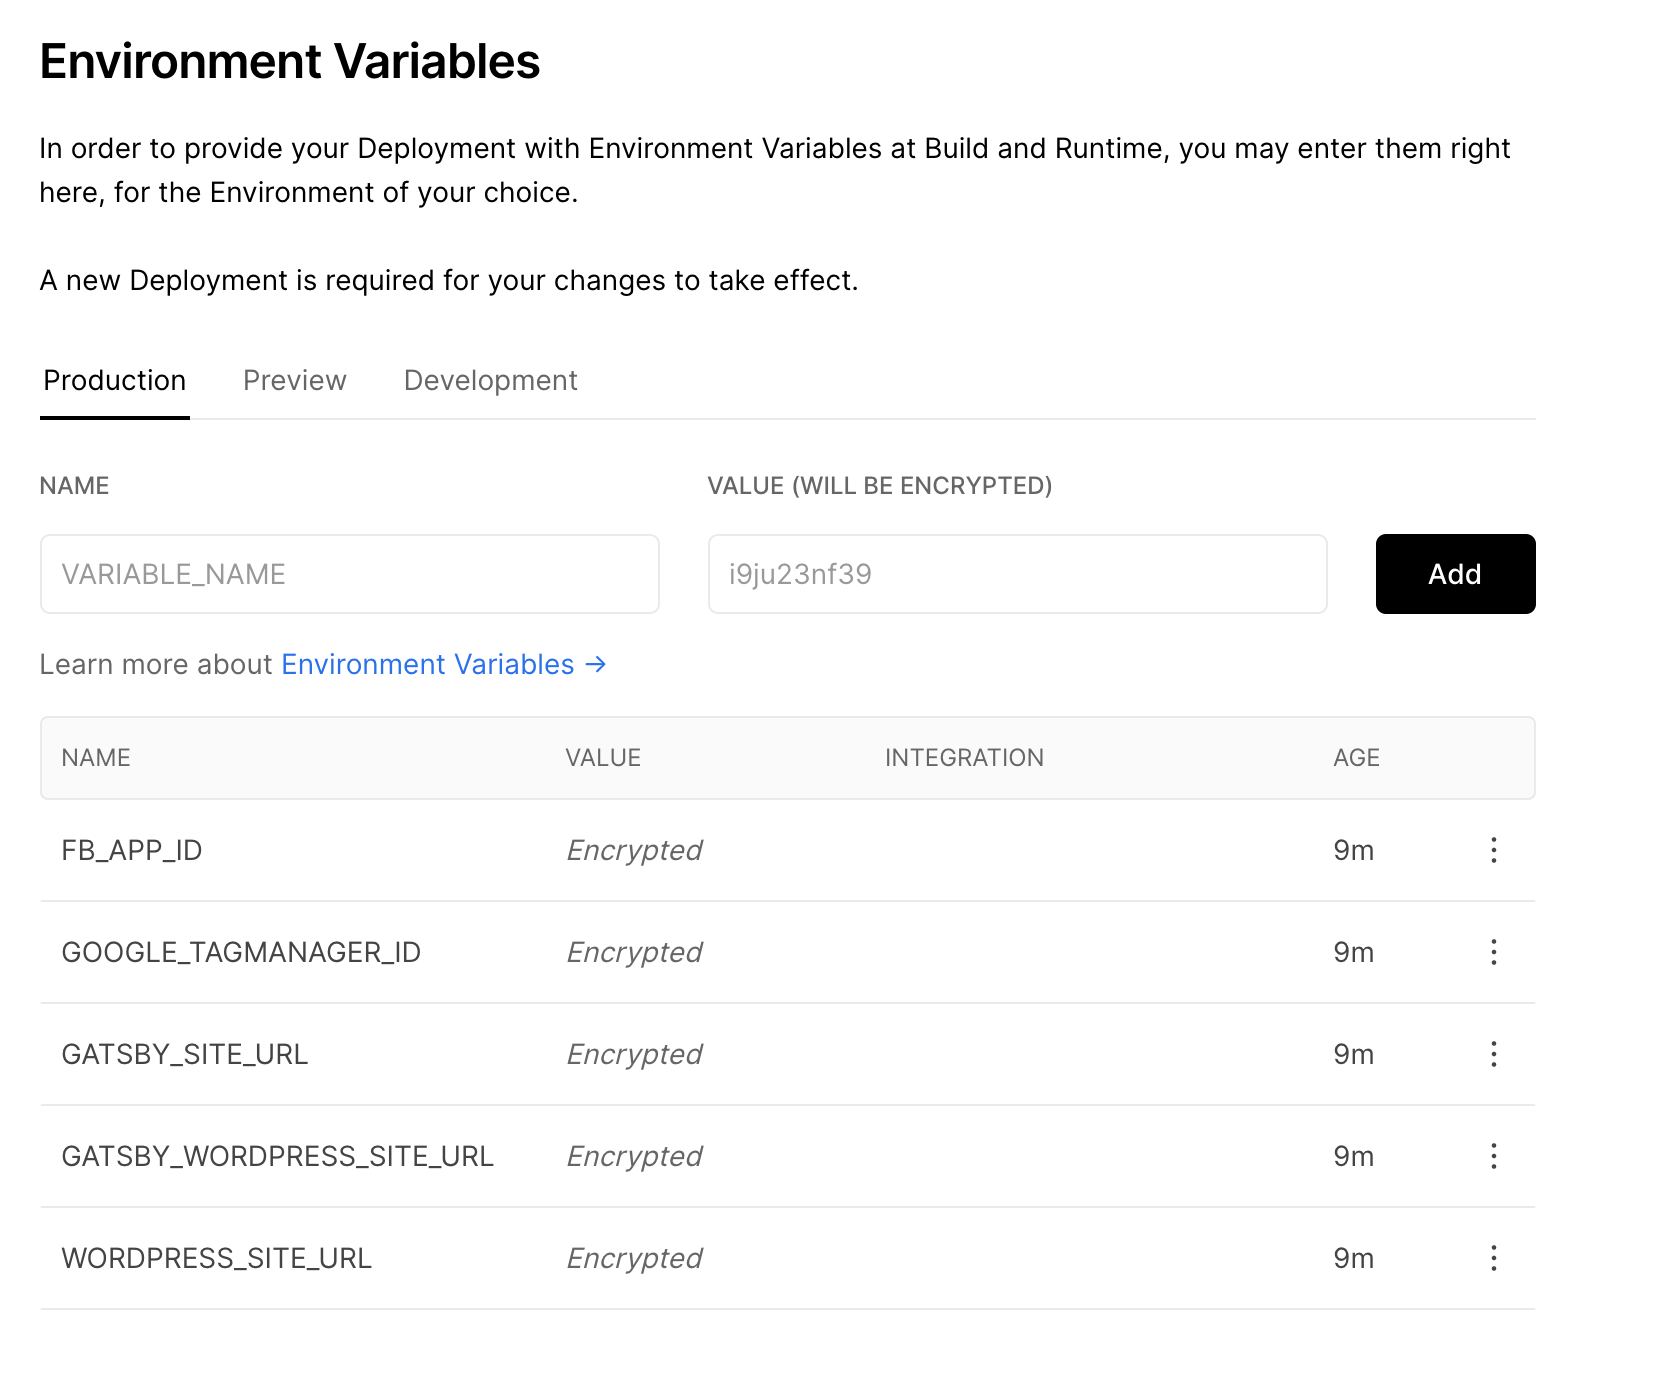 Environment Variables
In order to provide your Deployment with Environment Variables at Build and Runtime, you may enter them right
here, for the Environment of your choice.
A new Deployment is required for your changes to take effect.
Production Preview Development
NAME VALUE (WILL BE ENCRYPTED)
VARIABLE_NAME i9ju23nf39 Add
Learn more about Environment Variables →
NAME VALUE INTEGRATION AGE
FB_APP_ID Encrypted 9m
GOOGLE_TAGMANAGER_ID Encrypted 9m
GATSBY_SITE_URL Encrypted 9m
GATSBY_WORDPRESS_SITE_URL Encrypted 9m
WORDPRESS_SITE_URL Encrypted 9m